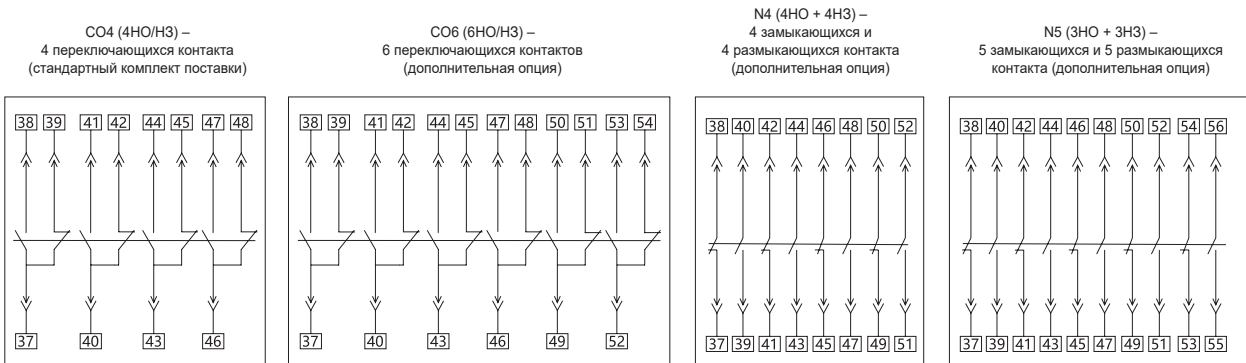 CO4 (4НО/НЗ) –
4 переключающихся контакта
(стандартный комплект поставки)
CO6 (6НО/НЗ) –
6 переключающихся контактов
(дополнительная опция)
N4 (4НО + 4НЗ) –
4 замыкающихся и
4 размыкающихся контакта
(дополнительная опция)
N5 (3НО + 3НЗ) –
5 замыкающихся и 5 размыкающихся
контакта (дополнительная опция)
38 39 41 42 44 45 47 48
37 40 43 46
38 39 41 42 44 45 47 48 50 51 53 54
37 40 43 46 49 52
38 40 42 44 46 48 50 52
37 39 41 43 45 47 49 51
38 40 42 44 46 48 50 52 54 56
37 39 41 43 45 47 49 51 53 55